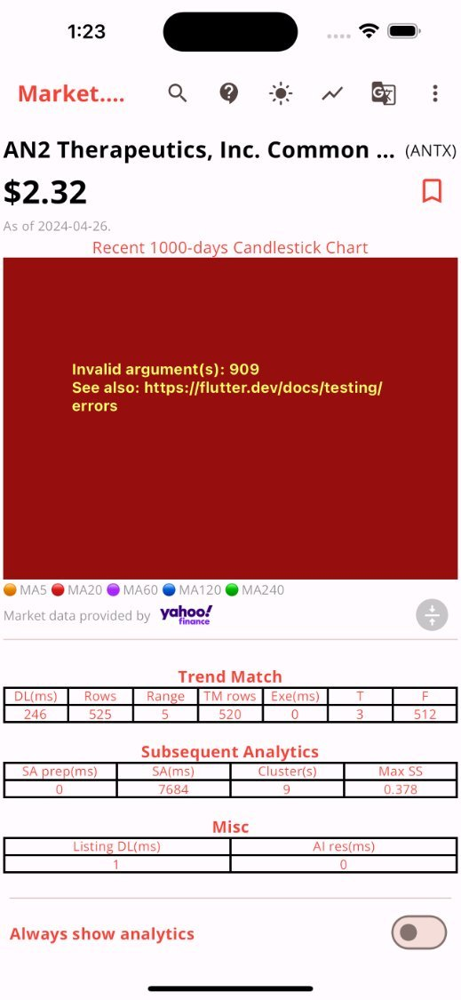 1:23
Market....
AN2 Therapeutics, Inc. Common ... (ANTX)
$2.32
As of 2024-04-26.
Recent 1000-days Candlestick Chart
Invalid argument(s): 909
See also: https://flutter.dev/docs/testing/
errors
MA5 MA20 MA60 MA120 MA240
Market data provided by yahoo! finance
Trend Match
DL(ms) Rows Range TM rows Exe(ms) T F
246 525 5 520 0 3 512
Subsequent Analytics
SA prep(ms) SA(ms) Cluster(s) Max SS
0 7684 9 0.378
Misc
Listing DL(ms) AI res(ms)
1 0
Always show analytics